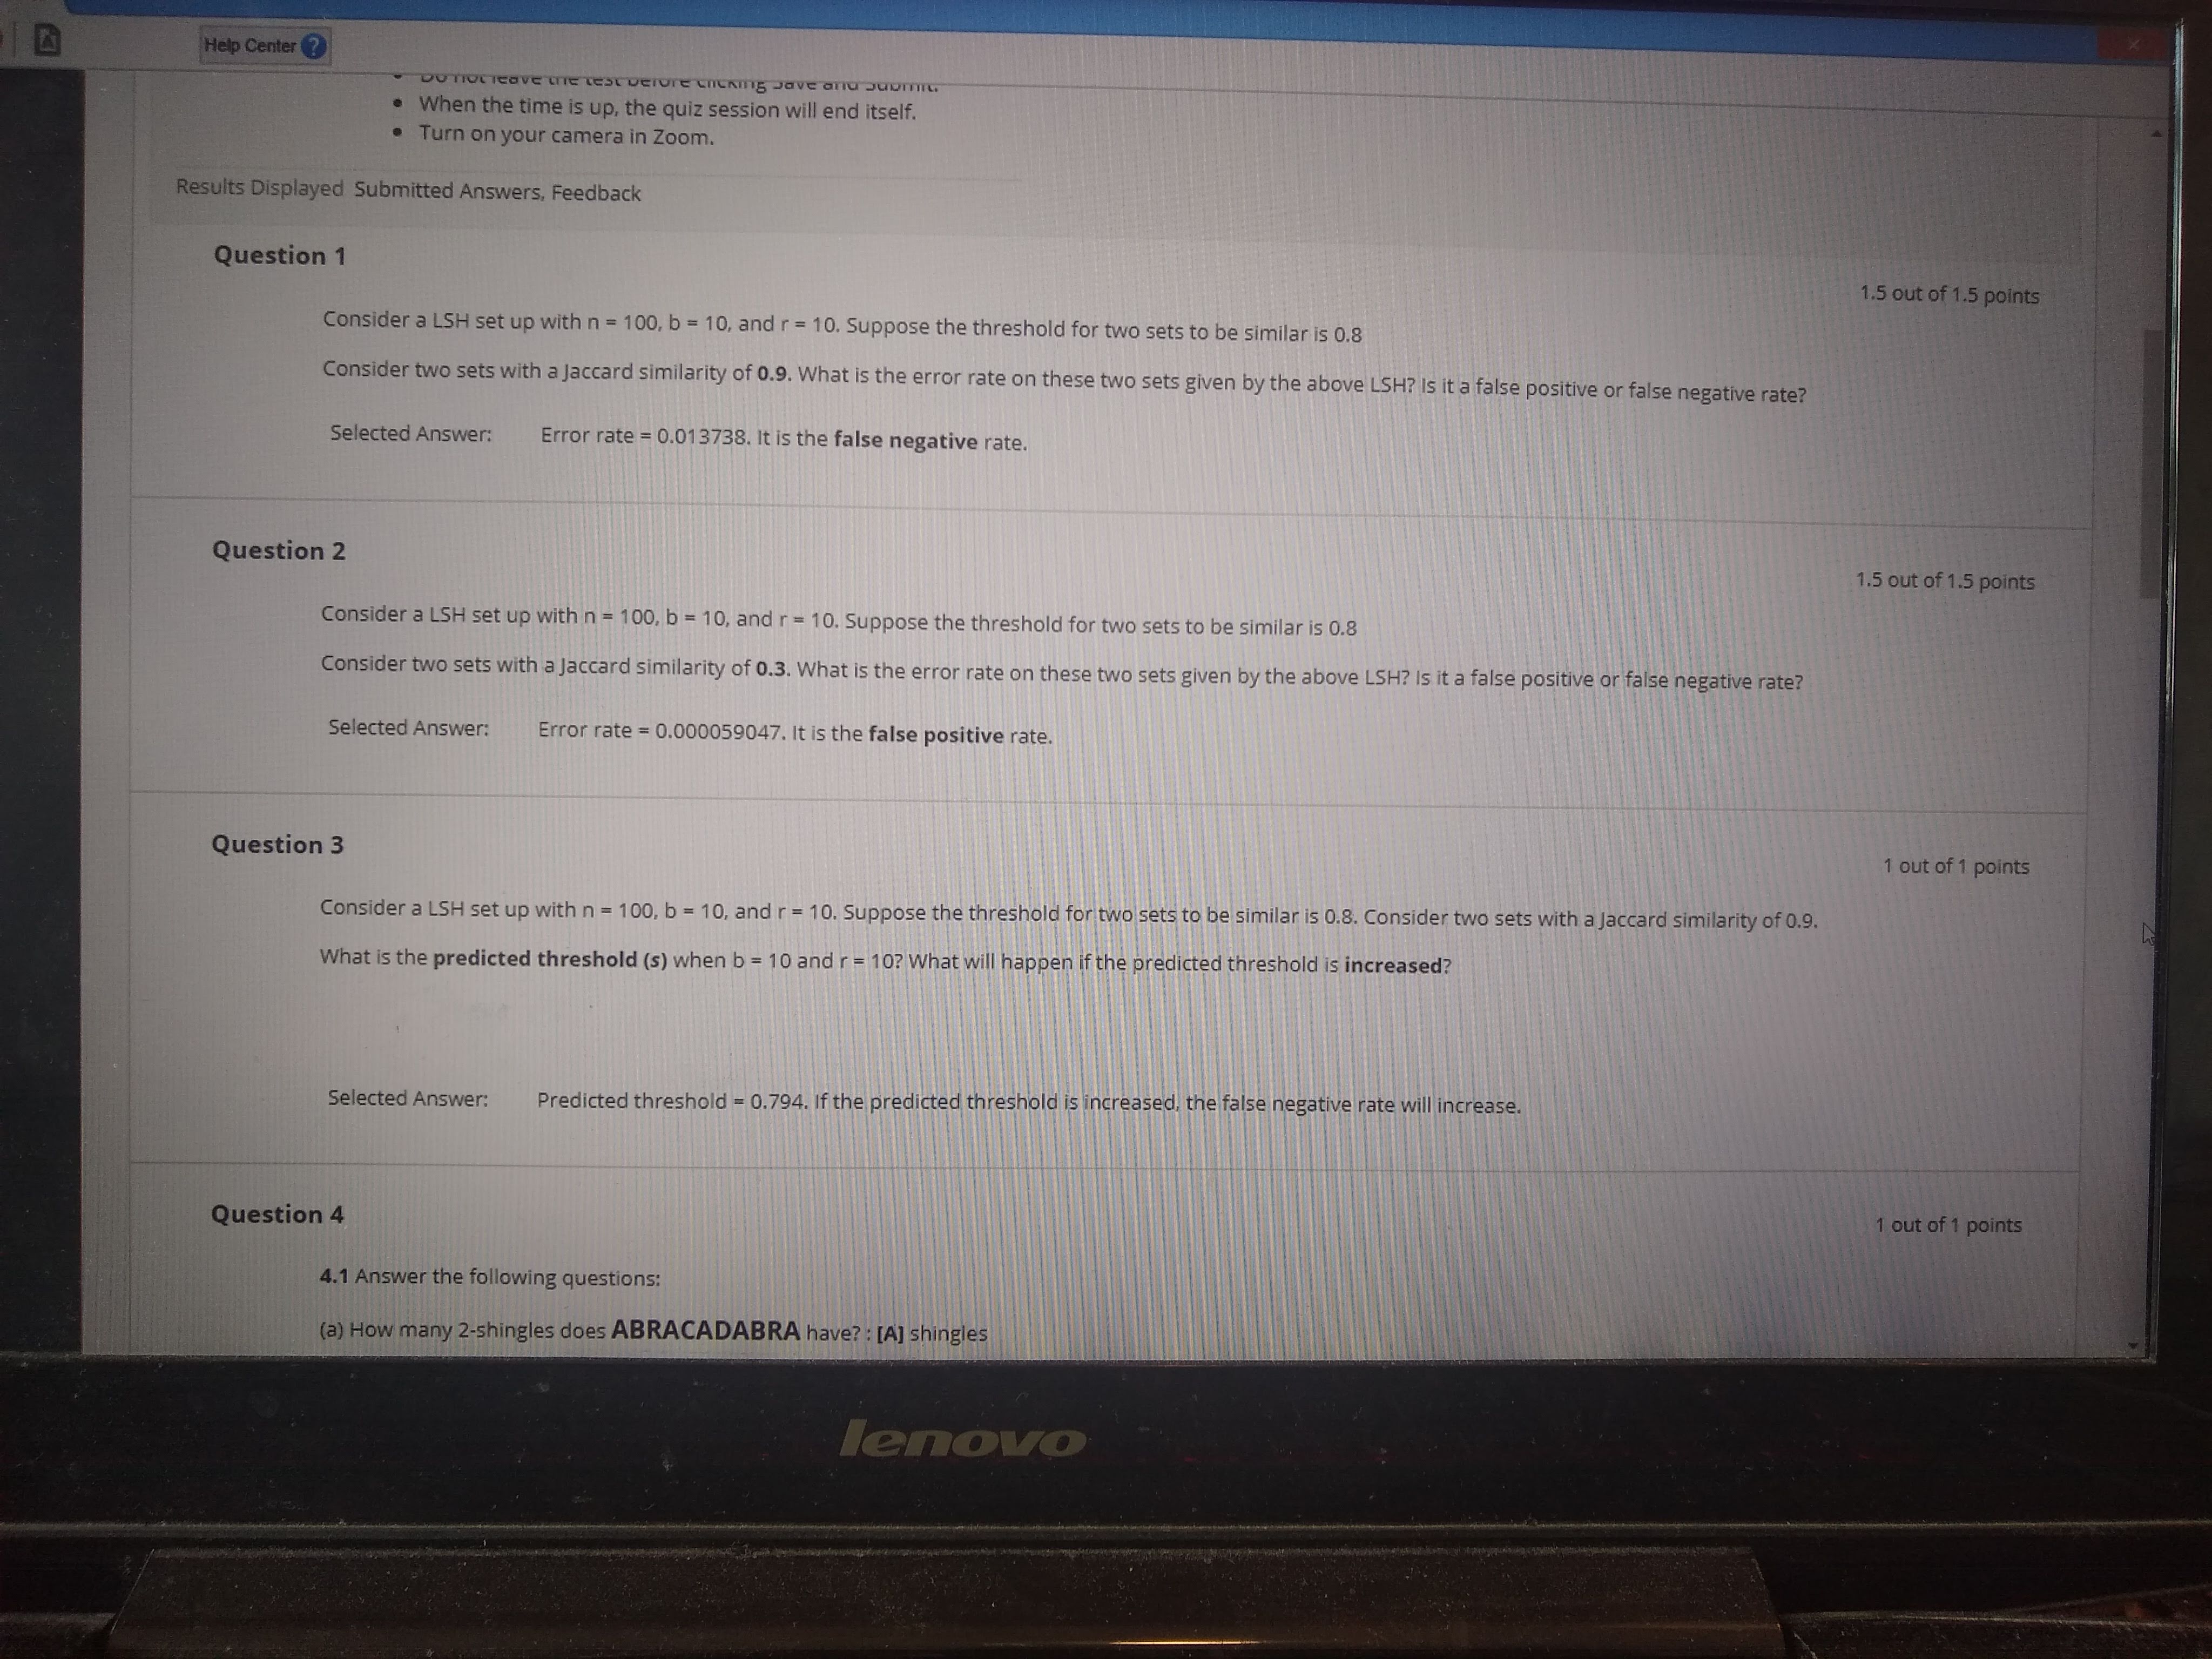 Help Center ?
Do not leave the test before clicking Save and Submit.
When the time is up, the quiz session will end itself.
Turn on your camera in Zoom.
Results Displayed Submitted Answers, Feedback
Question 1
1.5 out of 1.5 points
Consider a LSH set up with n = 100, b = 10, and r = 10. Suppose the threshold for two sets to be similar is 0.8
Consider two sets with a Jaccard similarity of 0.9. What is the error rate on these two sets given by the above LSH? Is it a false positive or false negative rate?
Selected Answer: Error rate = 0.013738. It is the false negative rate.
Question 2
1.5 out of 1.5 points
Consider a LSH set up with n = 100, b = 10, and r = 10. Suppose the threshold for two sets to be similar is 0.8
Consider two sets with a Jaccard similarity of 0.3. What is the error rate on these two sets given by the above LSH? Is it a false positive or false negative rate?
Selected Answer: Error rate = 0.000059047. It is the false positive rate.
Question 3
1 out of 1 points
Consider a LSH set up with n = 100, b = 10, and r = 10. Suppose the threshold for two sets to be similar is 0.8. Consider two sets with a Jaccard similarity of 0.9.
What is the predicted threshold (s) when b = 10 and r = 10? What will happen if the predicted threshold is increased?
Selected Answer: Predicted threshold = 0.794. If the predicted threshold is increased, the false negative rate will increase.
Question 4
1 out of 1 points
4.1 Answer the following questions:
(a) How many 2-shingles does ABRACADABRA have? : [A] shingles
lenovo